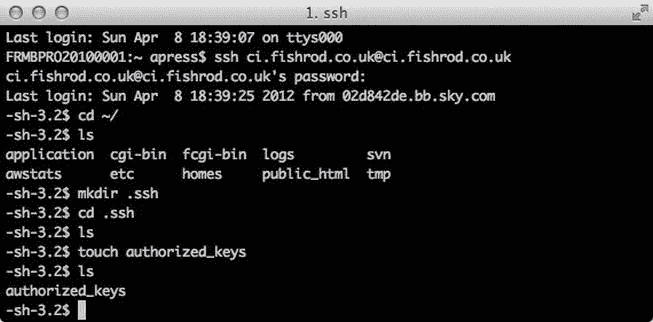 1. ssh
Last login: Sun Apr  8 18:39:07 on ttys000
FRMBPRO20100001:~ apress$ ssh ci.fishrod.co.uk@ci.fishrod.co.uk
ci.fishrod.co.uk@ci.fishrod.co.uk's password:
Last login: Sun Apr  8 18:39:25 2012 from 02d842de.bb.sky.com
-sh-3.2$ cd ~/
-sh-3.2$ ls
application  cgi-bin  fcgi-bin  logs         svn
awstats      etc      homes     public_html  tmp
-sh-3.2$ mkdir .ssh
-sh-3.2$ cd .ssh
-sh-3.2$ ls
-sh-3.2$ touch authorized_keys
-sh-3.2$ ls
authorized_keys
-sh-3.2$